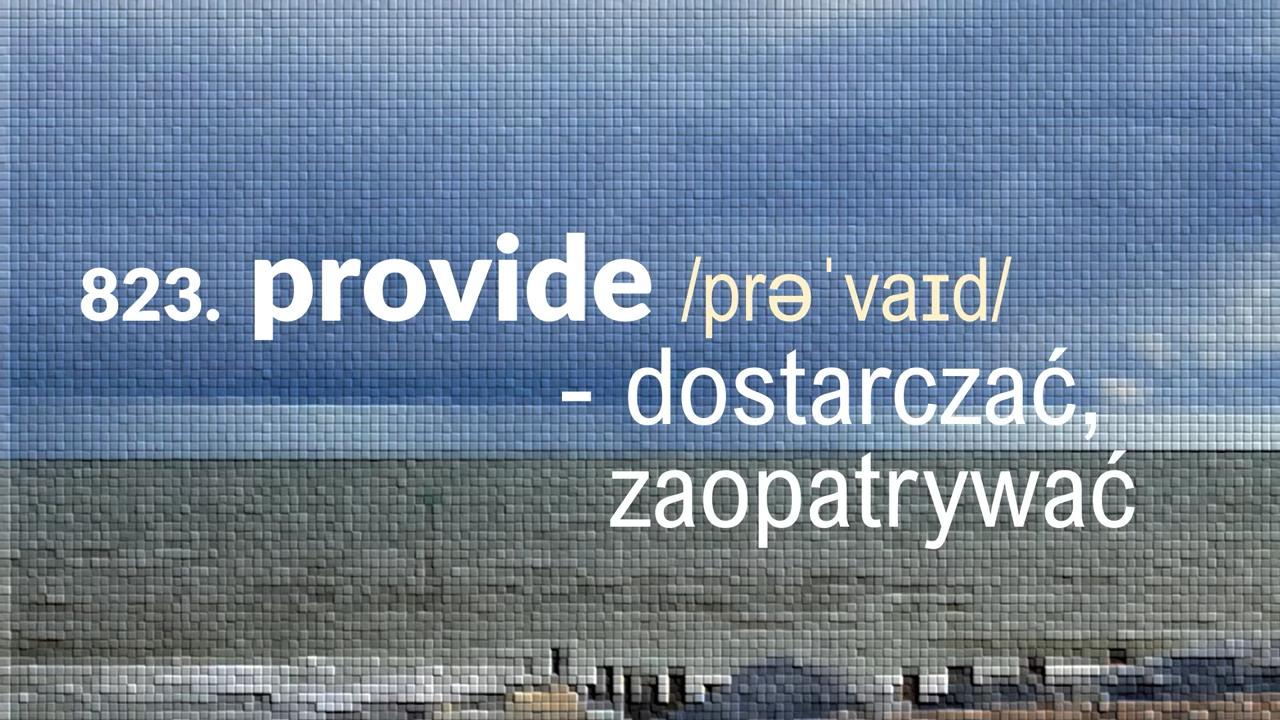 823. provide /prəˈvaɪd/
- dostarczać,
zaopatrywać